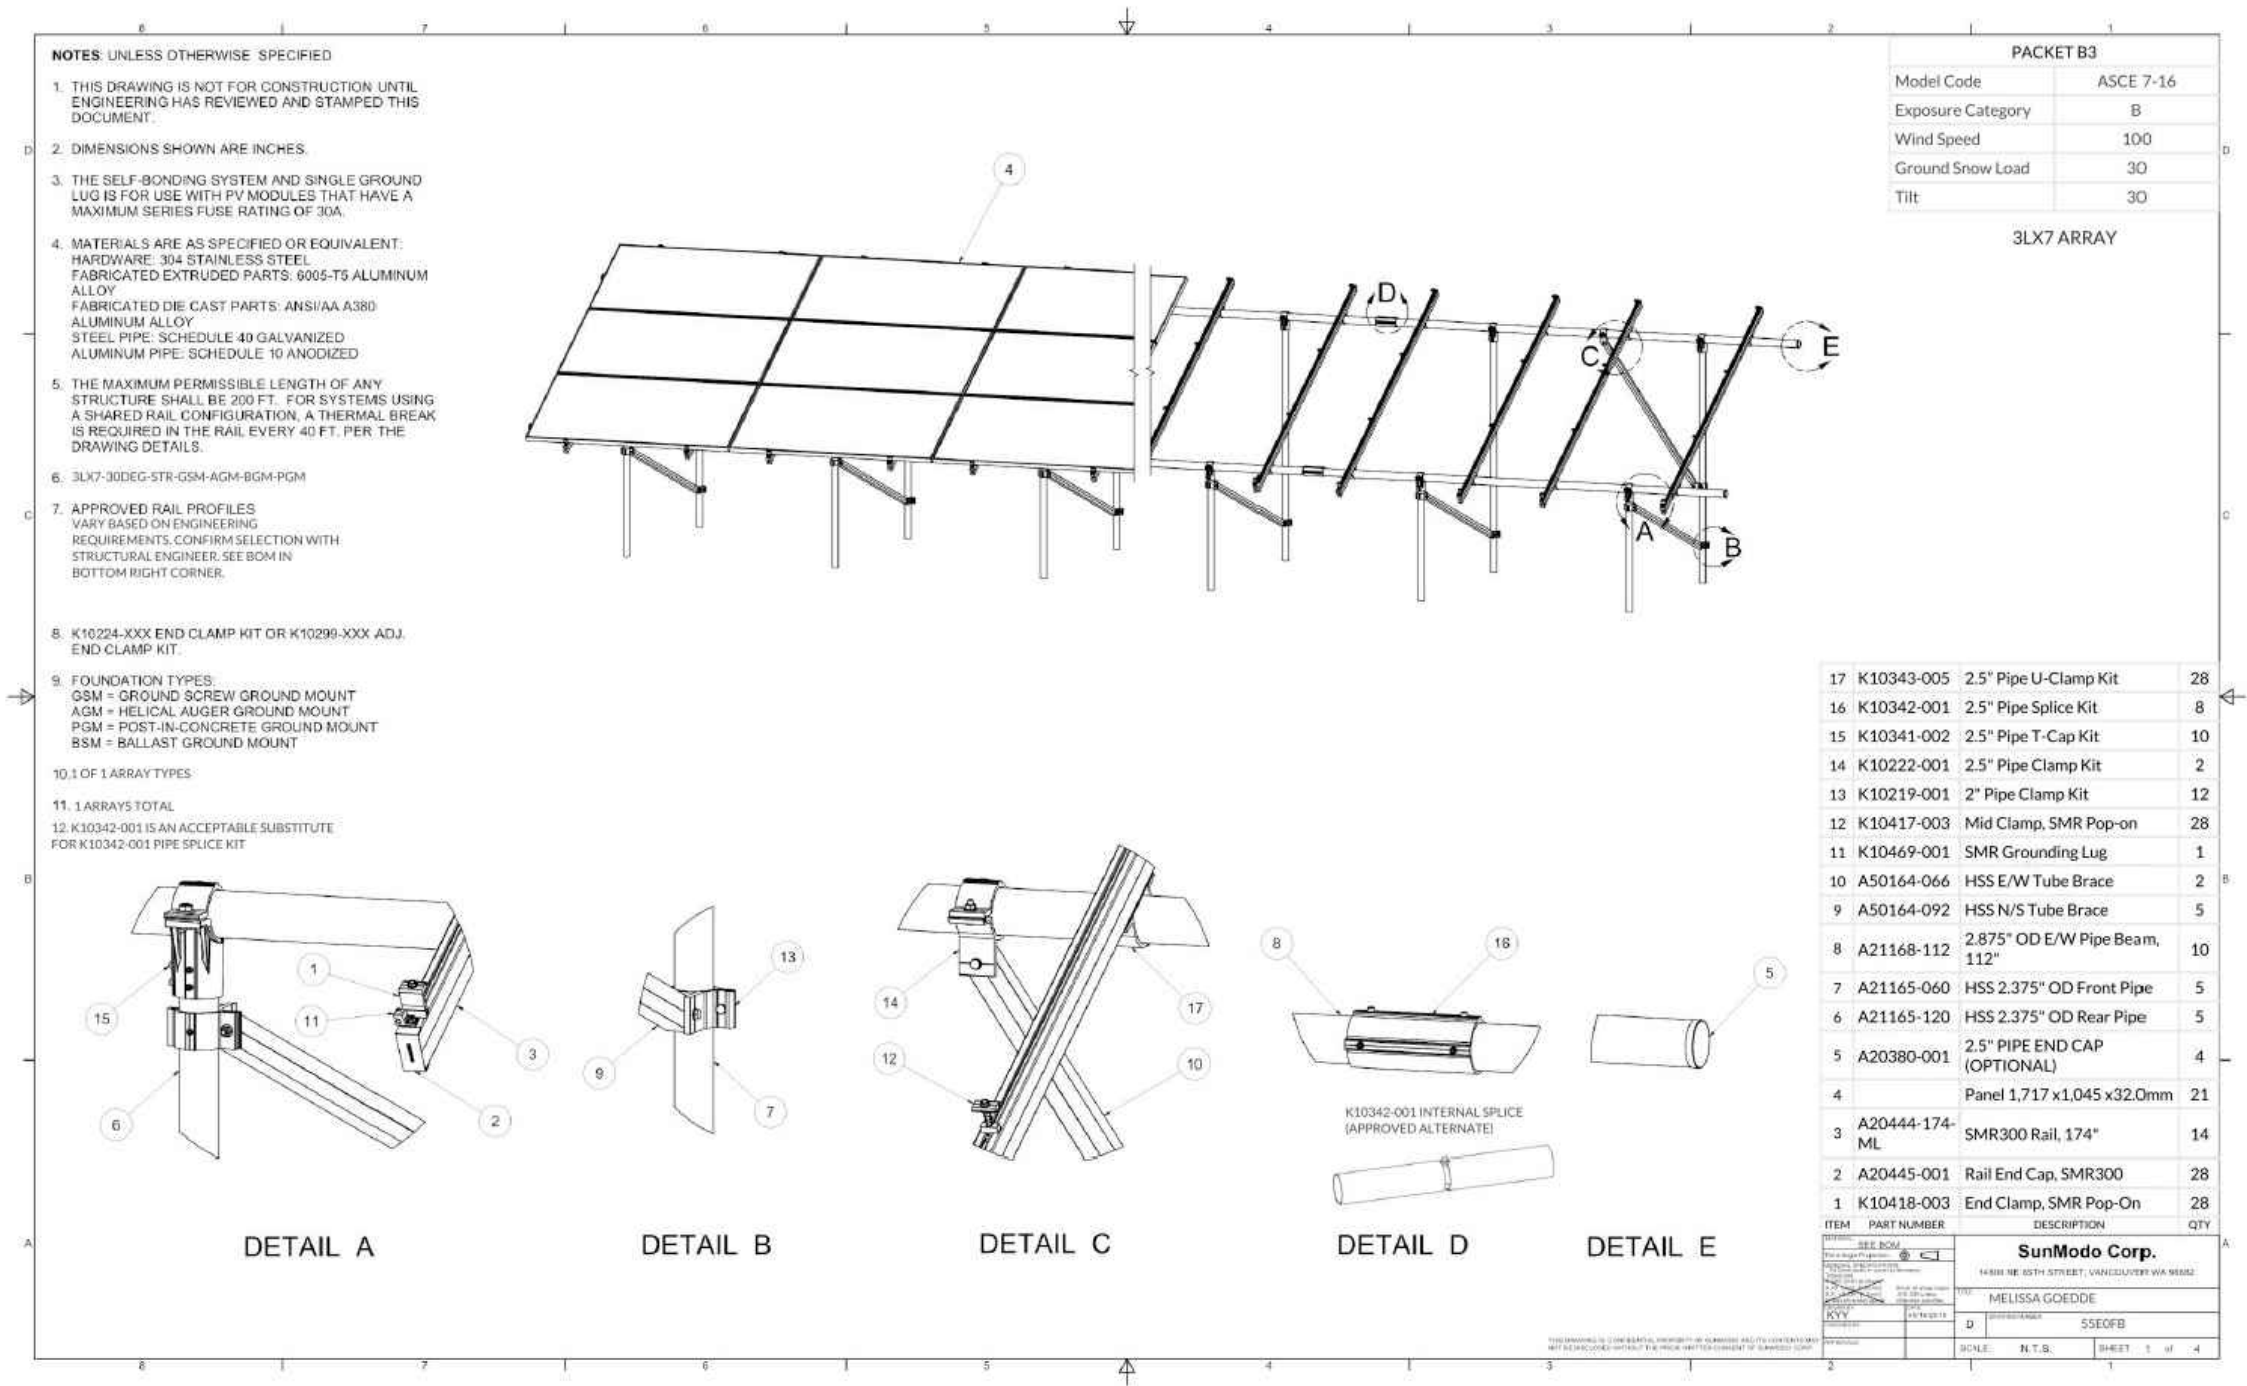 NOTES: UNLESS OTHERWISE SPECIFIED
1. THIS DRAWING IS NOT FOR CONSTRUCTION UNTIL
ENGINEERING HAS REVIEWED AND STAMPED THIS
DOCUMENT.
2. DIMENSIONS SHOWN ARE INCHES.
3. THE SELF-BONDING SYSTEM AND SINGLE GROUND
LUG IS FOR USE WITH PV MODULES THAT HAVE A
MAXIMUM SERIES FUSE RATING OF 30A.
4. MATERIALS ARE AS SPECIFIED OR EQUIVALENT:
HARDWARE: 304 STAINLESS STEEL
FABRICATED EXTRUDED PARTS: 6005-T5 ALUMINUM
ALLOY
FABRICATED DIE CAST PARTS: ANSI/AA A380
ALUMINUM ALLOY
STEEL PIPE: SCHEDULE 40 GALVANIZED
ALUMINUM PIPE: SCHEDULE 10 ANODIZED
5. THE MAXIMUM PERMISSIBLE LENGTH OF ANY
STRUCTURE SHALL BE 200 FT. FOR SYSTEMS USING
A SHARED RAIL CONFIGURATION, A THERMAL BREAK
IS REQUIRED IN THE RAIL EVERY 40 FT. PER THE
DRAWING DETAILS.
6. 3LX7-30DEG-STR-GSM-AGM-BGM-PGM
7. APPROVED RAIL PROFILES
VARY BASED ON ENGINEERING
REQUIREMENTS. CONFIRM SELECTION WITH
STRUCTURAL ENGINEER. SEE BOM IN
BOTTOM RIGHT CORNER.
8. K10224-XXX END CLAMP KIT OR K10299-XXX ADJ.
END CLAMP KIT.
9. FOUNDATION TYPES:
GSM = GROUND SCREW GROUND MOUNT
AGM = HELICAL AUGER GROUND MOUNT
PGM = POST-IN-CONCRETE GROUND MOUNT
BSM = BALLAST GROUND MOUNT
10. 1 OF 1 ARRAY TYPES
11. 1 ARRAYS TOTAL
12. K10342-001 IS AN ACCEPTABLE SUBSTITUTE
FOR K10342-001 PIPE SPLICE KIT
PACKET B3
Model Code ASCE 7-16
Exposure Category B
Wind Speed 100
Ground Snow Load 30
Tilt 30
3LX7 ARRAY
4
D
E
C
A
B
17 K10343-005 2.5" Pipe U-Clamp Kit 28
16 K10342-001 2.5" Pipe Splice Kit 8
15 K10341-002 2.5" Pipe T-Cap Kit 10
14 K10222-001 2.5" Pipe Clamp Kit 2
13 K10219-001 2" Pipe Clamp Kit 12
12 K10417-003 Mid Clamp, SMR Pop-on 28
11 K10469-001 SMR Grounding Lug 1
10 A50164-066 HSS E/W Tube Brace 2
9 A50164-092 HSS N/S Tube Brace 5
8 A21168-112 2.875" OD E/W Pipe Beam, 112" 10
7 A21165-060 HSS 2.375" OD Front Pipe 5
6 A21165-120 HSS 2.375" OD Rear Pipe 5
5 A20380-001 2.5" PIPE END CAP (OPTIONAL) 4
4 Panel 1,717 x1,045 x32.0mm 21
3 A20444-174-ML SMR300 Rail, 174" 14
2 A20445-001 Rail End Cap, SMR300 28
1 K10418-003 End Clamp, SMR Pop-On 28
ITEM PART NUMBER DESCRIPTION QTY
15
1
11
3
6
2
DETAIL A
13
9
7
DETAIL B
14
17
12
10
DETAIL C
8
16
K10342-001 INTERNAL SPLICE
(APPROVED ALTERNATE)
DETAIL D
5
DETAIL E
SEE BOM
SunModo Corp.
MELISSA GOEDDE
KYY
D
55E0FB
SCALE: N.T.S. SHEET 1 of 4
8 7 6 5 4 3 2 1
8 7 6 5 4 3 2 1
D C B A
D C B A